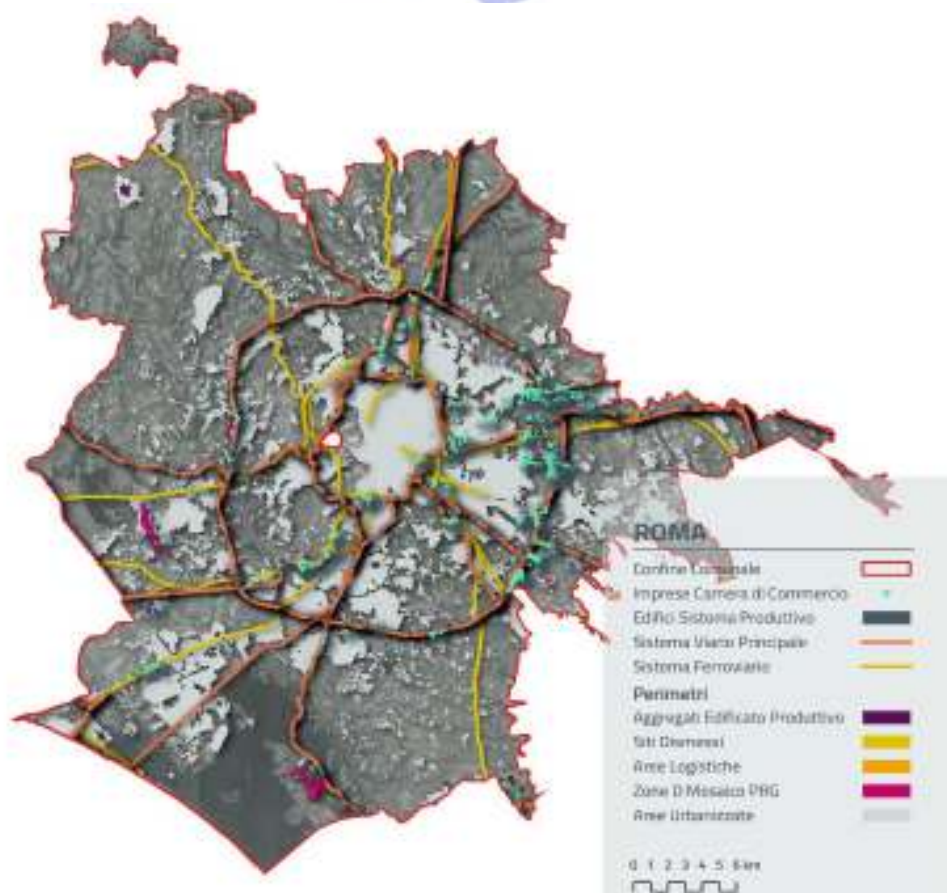 ROMA
Confine Comunale
Imprese Camera di Commercio
Edifici Sistema Produttivo
Sistema Viario Principale
Sistema Ferroviario
Perimetri
Aggregati Edificato Produttivo
Siti Dismessi
Aree Logistiche
Zone D Mosaico PRG
Aree Urbanizzate
0 1 2 3 4 5 6 km